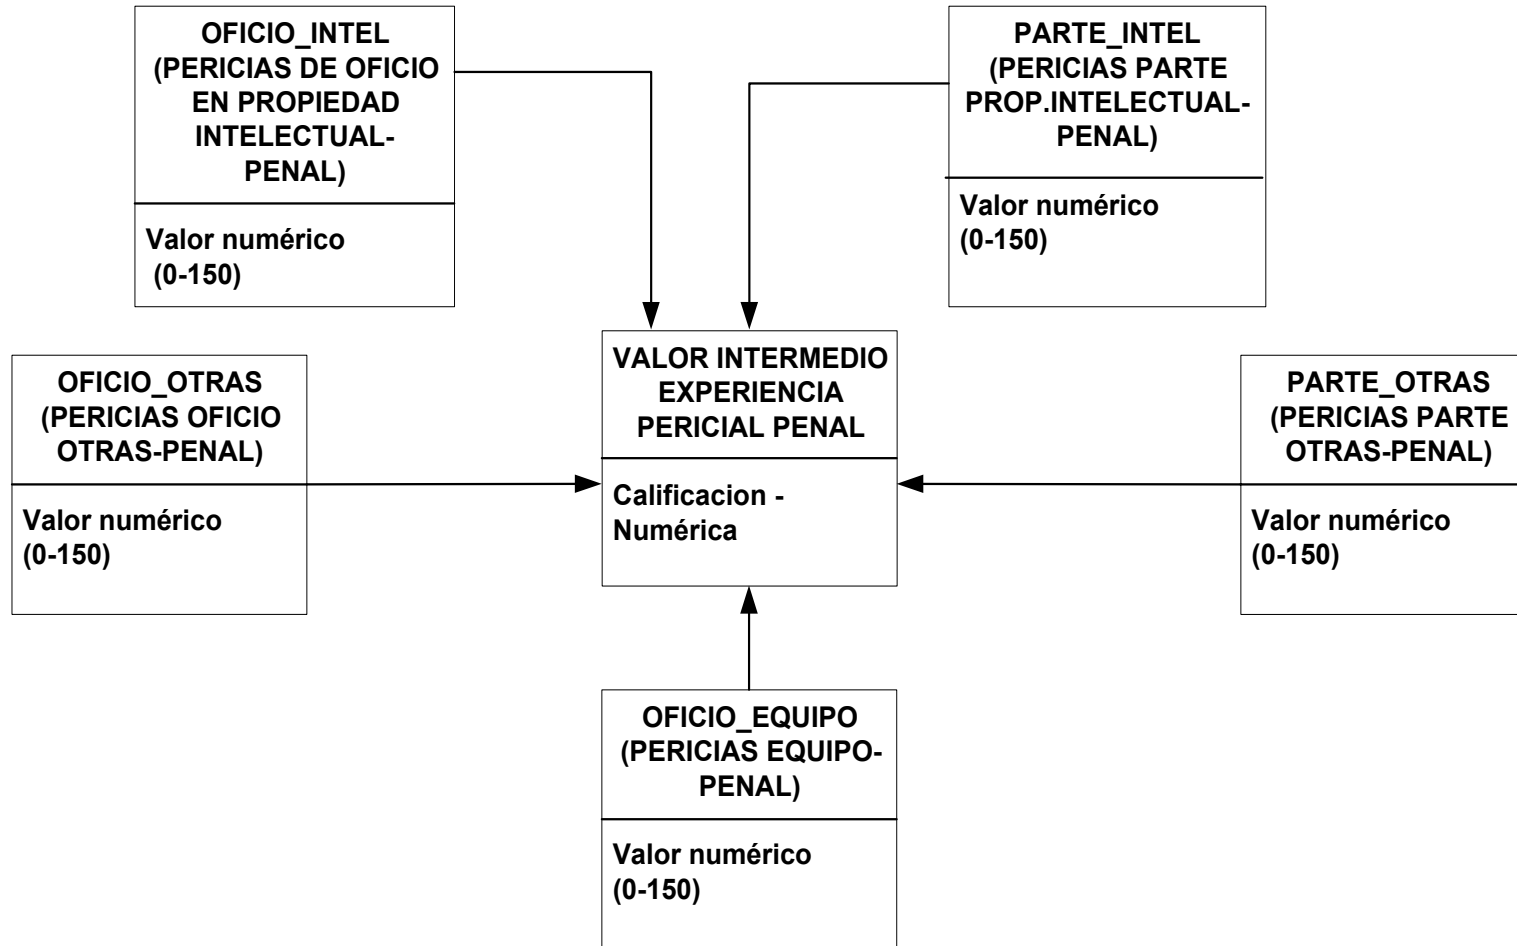 OFICIO_INTEL
(PERICIAS DE OFICIO
EN PROPIEDAD
INTELECTUAL-
PENAL)
Valor numérico
(0-150)
PARTE_INTEL
(PERICIAS PARTE
PROP.INTELECTUAL-
PENAL)
Valor numérico
(0-150)
OFICIO_OTRAS
(PERICIAS OFICIO
OTRAS-PENAL)
Valor numérico
(0-150)
VALOR INTERMEDIO
EXPERIENCIA
PERICIAL PENAL
Calificacion -
Numérica
PARTE_OTRAS
(PERICIAS PARTE
OTRAS-PENAL)
Valor numérico
(0-150)
OFICIO_EQUIPO
(PERICIAS EQUIPO-
PENAL)
Valor numérico
(0-150)